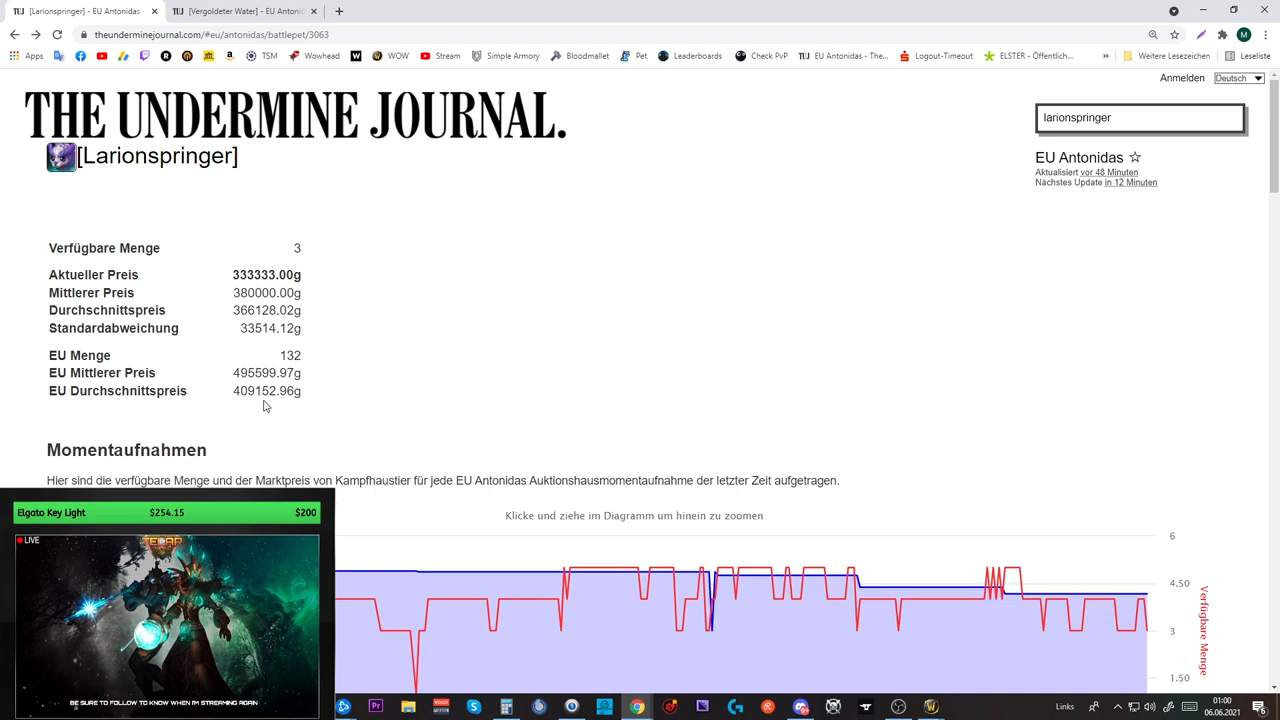 [Larionspringer] - EU Antonidas
[Vergoldeter Water] - EU Antonid
theunderminejournal.com/#eu/antonidas/battlepet/3063
Apps
TSM
Wowhead
WOW
Stream
Simple Armory
Bloodmallet
Pet
Leaderboards
Check PvP
TUJ EU Antonidas - The...
Logout-Timeout
ELSTER - Öffentlich...
Weitere Lesezeichen
Leseliste
Anmelden
Deutsch
THE UNDERMINE JOURNAL.
larionspringer
[Larionspringer]
EU Antonidas ☆
Aktualisiert vor 48 Minuten
Nächstes Update in 12 Minuten
Verfügbare Menge 3
Aktueller Preis 333333.00g
Mittlerer Preis 380000.00g
Durchschnittspreis 366128.02g
Standardabweichung 33514.12g
EU Menge 132
EU Mittlerer Preis 495599.97g
EU Durchschnittspreis 409152.96g
Momentaufnahmen
Hier sind die verfügbare Menge und der Marktpreis von Kampfhaustier für jede EU Antonidas Auktionshausmomentaufnahme der letzter Zeit aufgetragen.
Klicke und ziehe im Diagramm um hinein zu zoomen
6
4.50
3
1.50
Verfügbare Menge
Elgato Key Light $254.15 $200
LIVE
BE SURE TO FOLLOW TO KNOW WHEN I'M STREAMING AGAIN
Links
01:00
06.06.2021